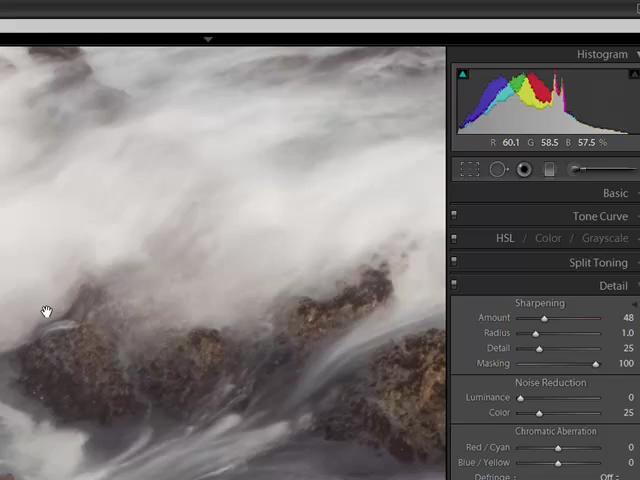 Histogram
R 60.1 G 58.5 B 57.5 %
Basic
Tone Curve
HSL / Color / Grayscale
Split Toning
Detail
Sharpening
Amount 48
Radius 1.0
Detail 25
Masking 100
Noise Reduction
Luminance 0
Color 25
Chromatic Aberration
Red / Cyan 0
Blue / Yellow 0
Defringe : Off